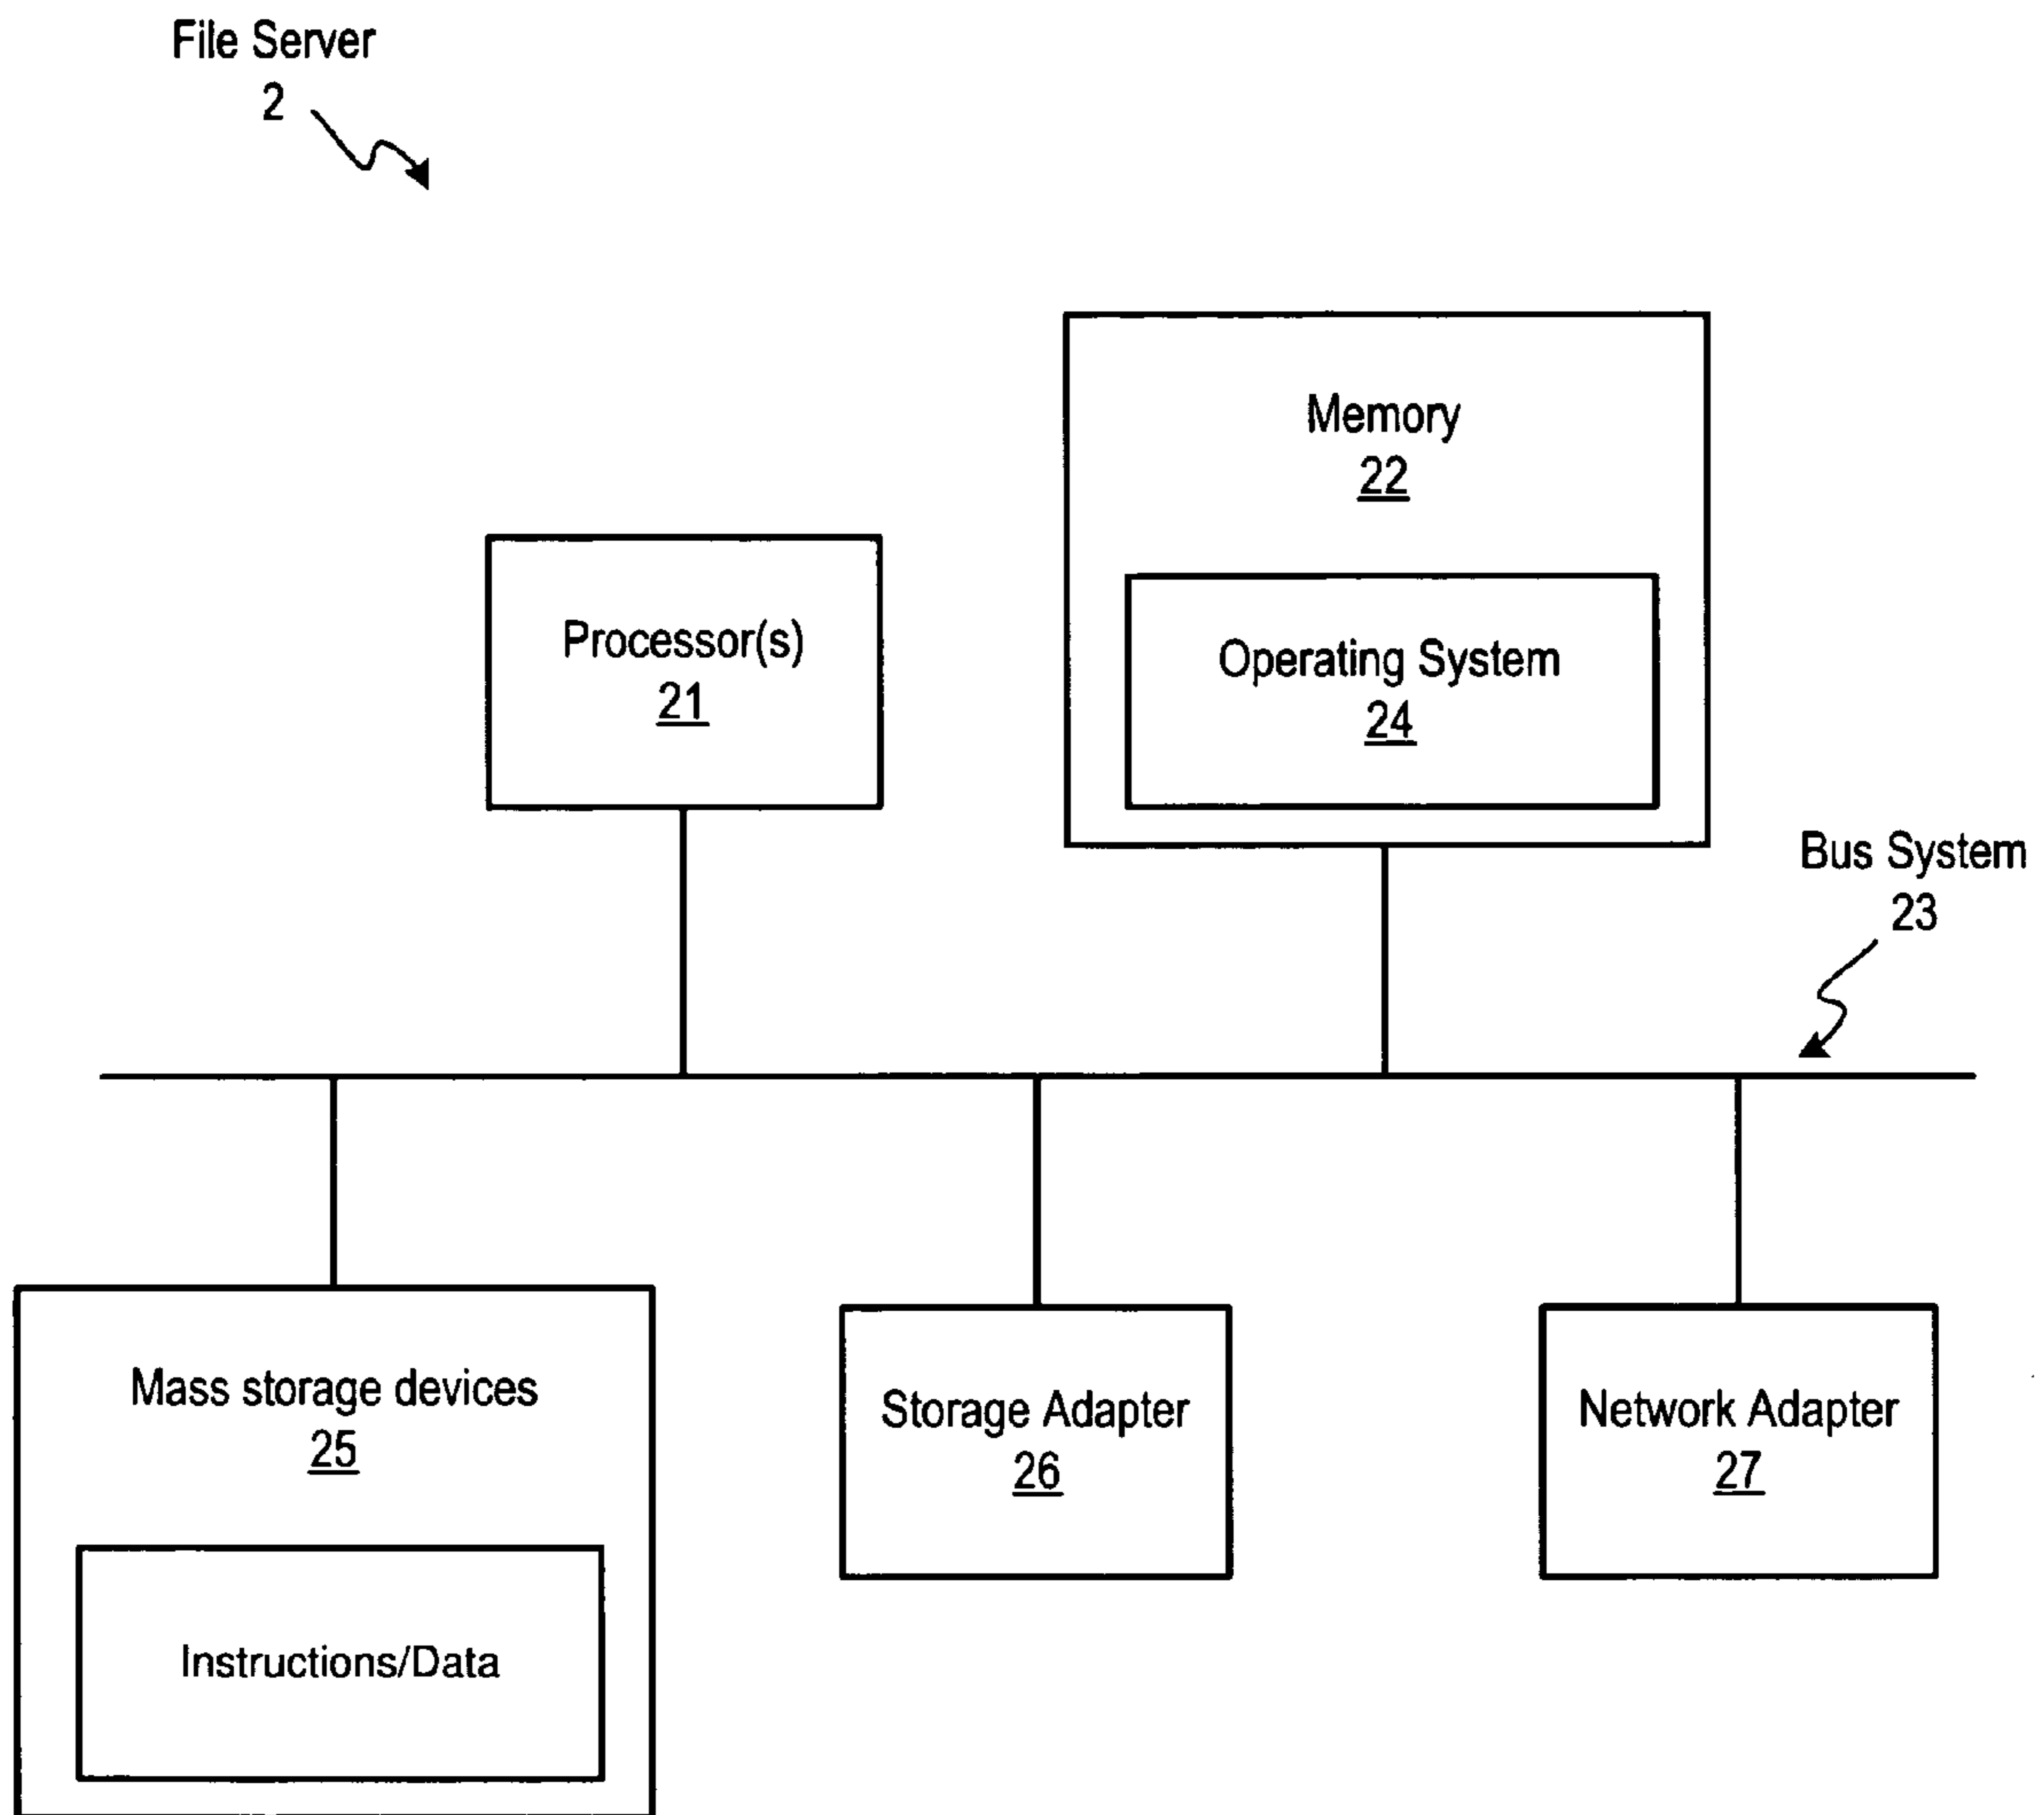 File Server
2
Memory
22
Processor(s)
21
Operating System
24
Bus System
23
Mass storage devices
25
Storage Adapter
26
Network Adapter
27
Instructions/Data